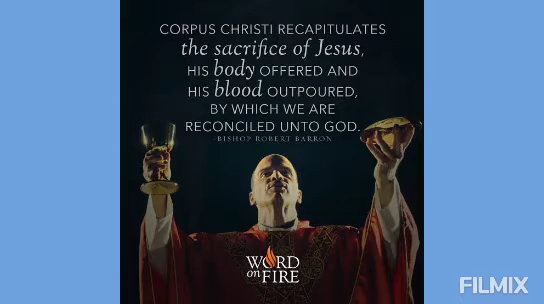 CORPUS CHRISTI RECAPITULATES
the sacrifice of Jesus,
HIS body OFFERED AND
HIS blood OUTPOURED,
BY WHICH WE ARE
RECONCILED UNTO GOD.
-BISHOP ROBERT BARRON
WORD
on
FIRE
FILMIX